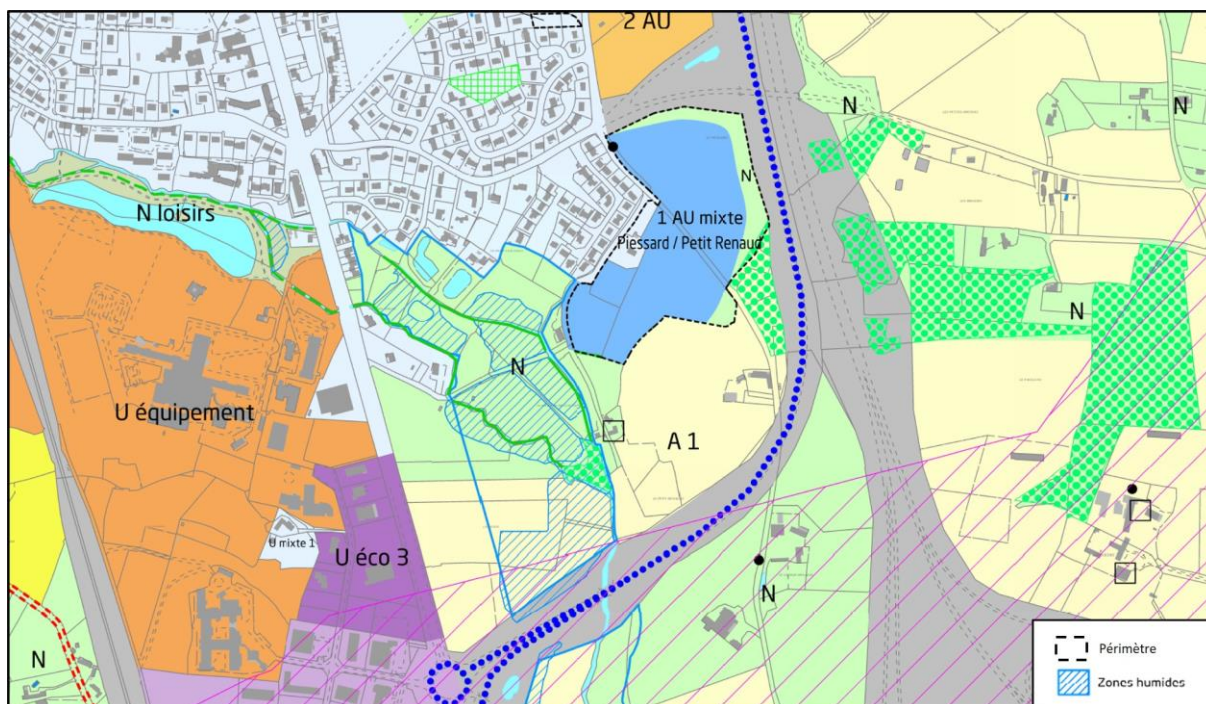 2 AU
N
N
N loisirs
N
1 AU mixte
Piessard / Petit Renaud
N
N
U équipement
A 1
U mixte 1
U éco 3
N
N
Périmètre
Zones humides